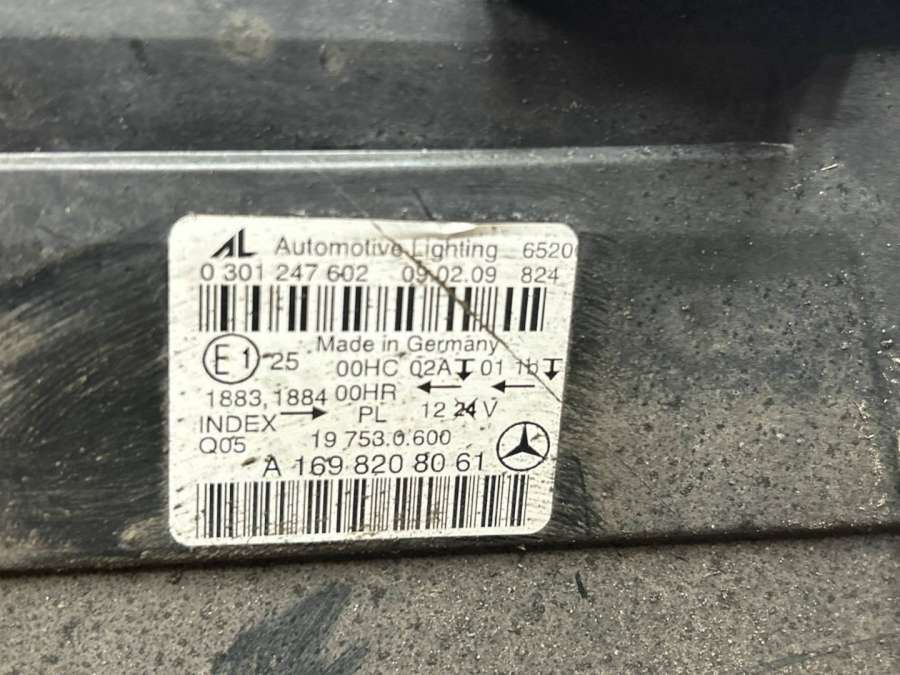 AL Automotive Lighting 6520
0 301 247 602 09.02.09 824
Made in Germany
E1 25 00HC 02A 01 1b
1883,1884 00HR
INDEX → PL 12 24 V
Q05 19 753.0.600
A 169 820 80 61